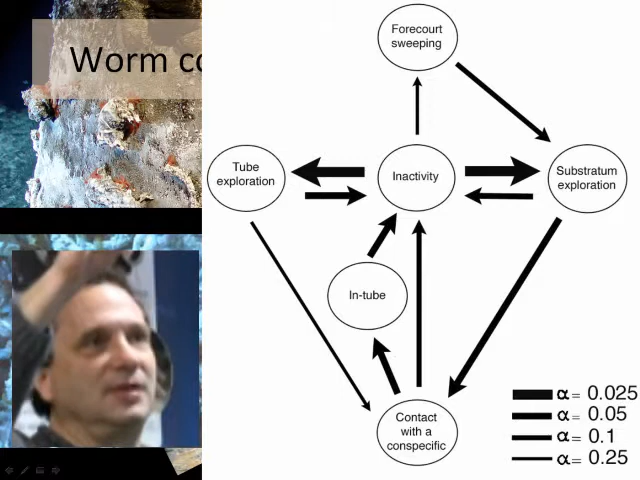 Worm
Forecourt
sweeping
Tube
exploration
Inactivity
Substratum
exploration
In-tube
Contact
with a
conspecific
α= 0.025
α= 0.05
α= 0.1
α= 0.25